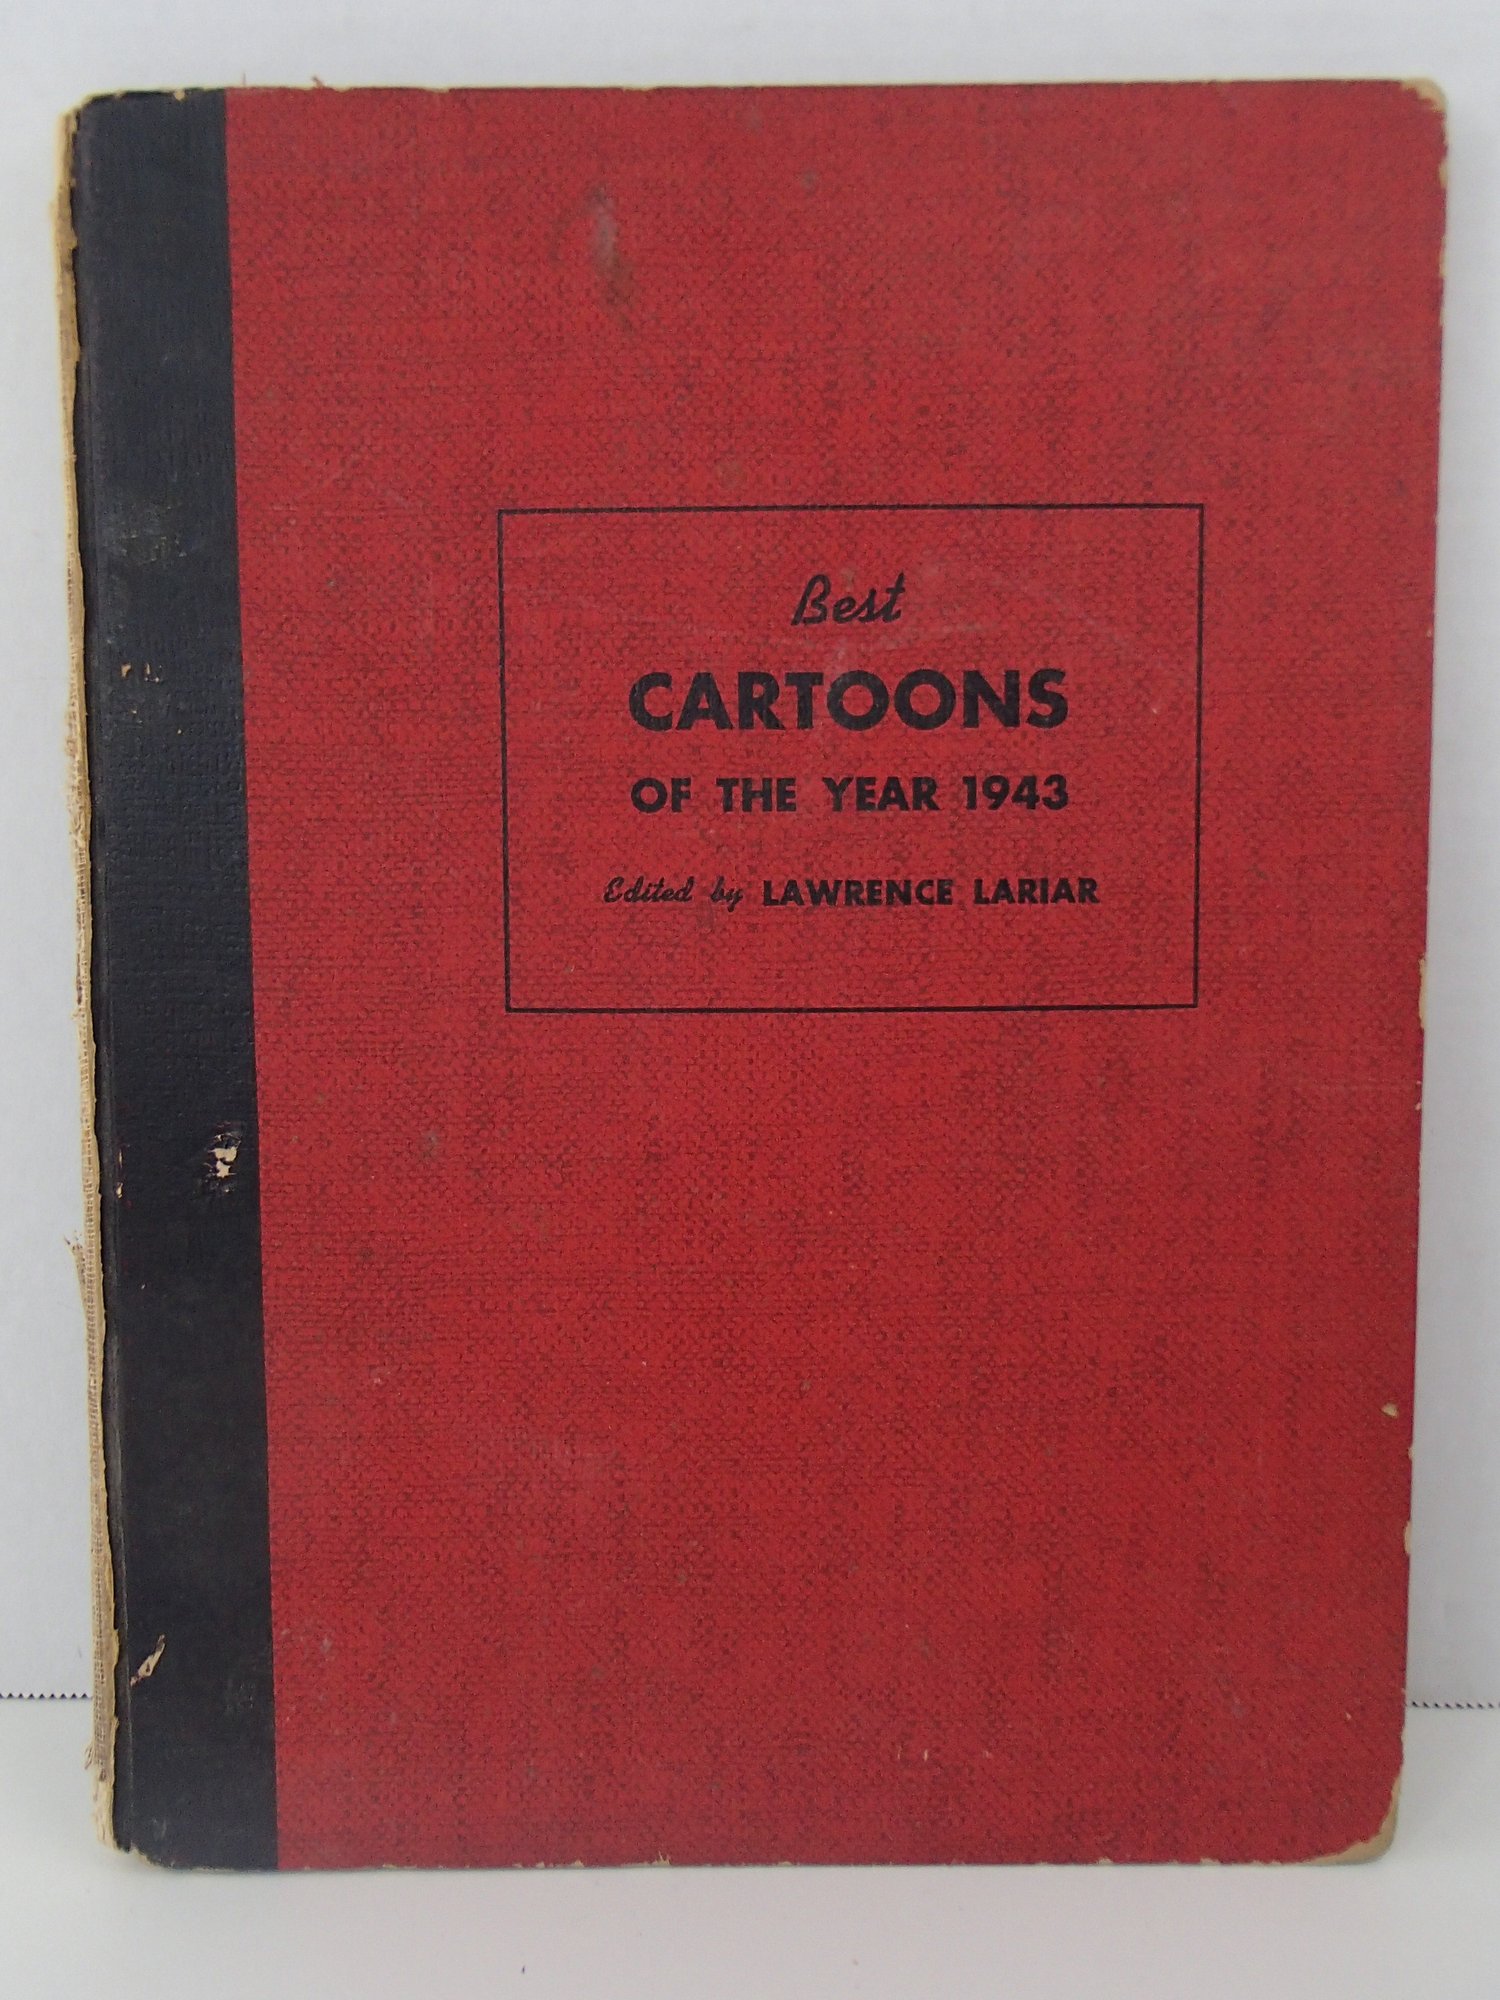 Best
CARTOONS
OF THE YEAR 1943
Edited by LAWRENCE LARIAR